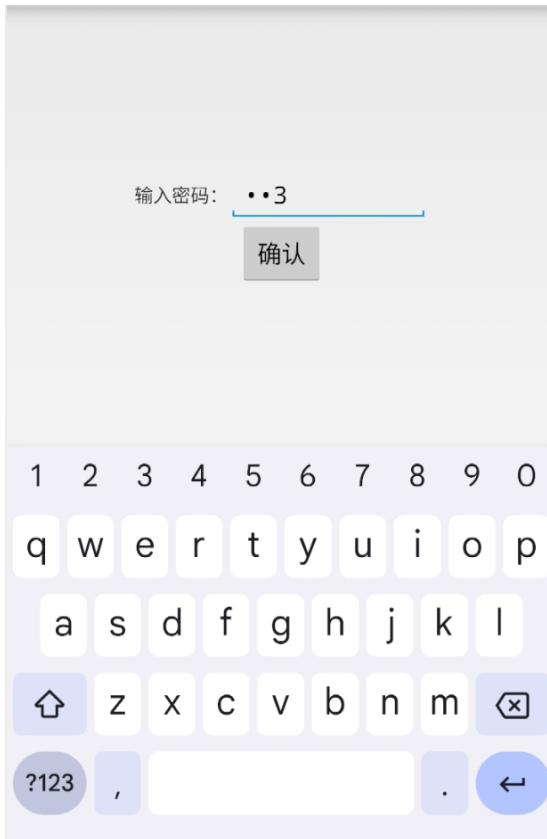 输入密码： ••3
确认
1 2 3 4 5 6 7 8 9 0
q w e r t y u i o p
a s d f g h j k l
z x c v b n m
?123 , .